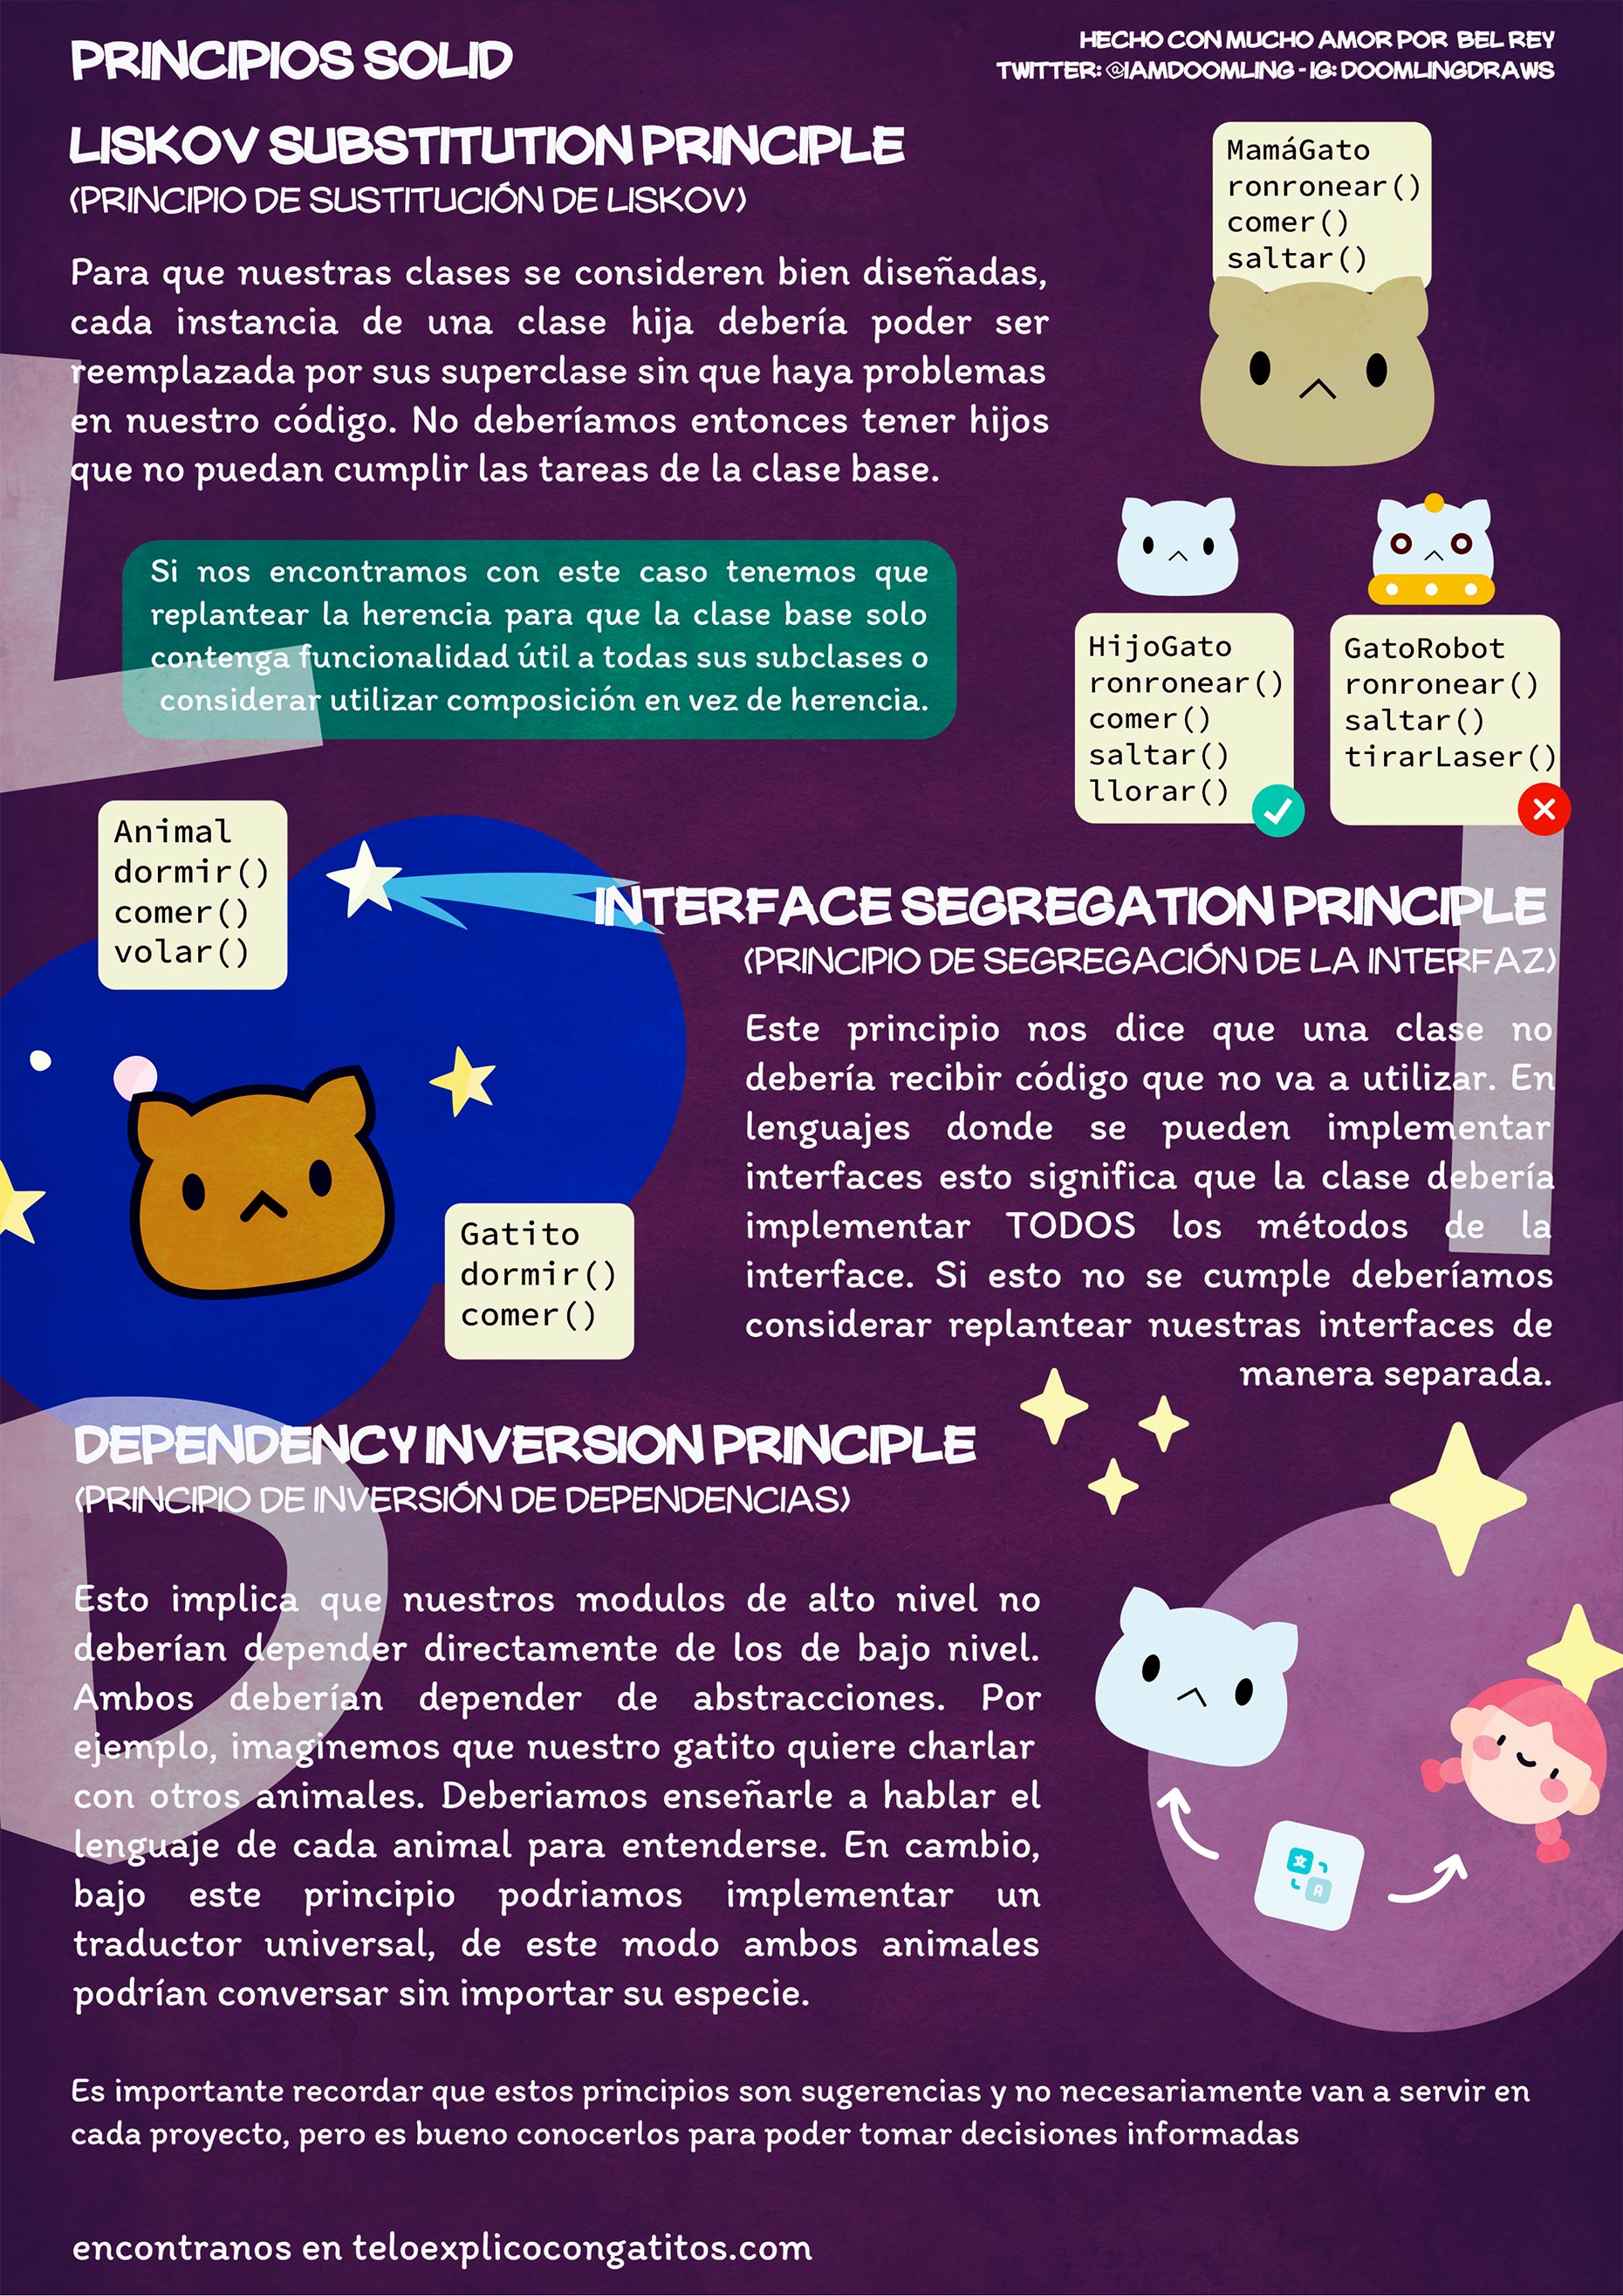 PRINCIPIOS SOLID
HECHO CON MUCHO AMOR POR BEL REY
TWITTER: @IAMDOOMLING - IG: DOOMLINGDRAWS
LISKOV SUBSTITUTION PRINCIPLE
(PRINCIPIO DE SUSTITUCIÓN DE LISKOV)
Para que nuestras clases se consideren bien diseñadas,
cada instancia de una clase hija debería poder ser
reemplazada por sus superclase sin que haya problemas
en nuestro código. No deberíamos entonces tener hijos
que no puedan cumplir las tareas de la clase base.
Si nos encontramos con este caso tenemos que
replantear la herencia para que la clase base solo
contenga funcionalidad útil a todas sus subclases o
considerar utilizar composición en vez de herencia.
MamáGato
ronronear()
comer()
saltar()
HijoGato
ronronear()
comer()
saltar()
llorar()
GatoRobot
ronronear()
saltar()
tirarLaser()
L
Animal
dormir()
comer()
volar()
Gatito
dormir()
comer()
INTERFACE SEGREGATION PRINCIPLE
(PRINCIPIO DE SEGREGACIÓN DE LA INTERFAZ)
Este principio nos dice que una clase no
debería recibir código que no va a utilizar. En
lenguajes donde se pueden implementar
interfaces esto significa que la clase debería
implementar TODOS los métodos de la
interface. Si esto no se cumple deberíamos
considerar replantear nuestras interfaces de
manera separada.
I
DEPENDENCY INVERSION PRINCIPLE
(PRINCIPIO DE INVERSIÓN DE DEPENDENCIAS)
Esto implica que nuestros modulos de alto nivel no
deberían depender directamente de los de bajo nivel.
Ambos deberían depender de abstracciones. Por
ejemplo, imaginemos que nuestro gatito quiere charlar
con otros animales. Deberiamos enseñarle a hablar el
lenguaje de cada animal para entenderse. En cambio,
bajo este principio podriamos implementar un
traductor universal, de este modo ambos animales
podrían conversar sin importar su especie.
D
A
Es importante recordar que estos principios son sugerencias y no necesariamente van a servir en
cada proyecto, pero es bueno conocerlos para poder tomar decisiones informadas
encontranos en teloexplicocongatitos.com